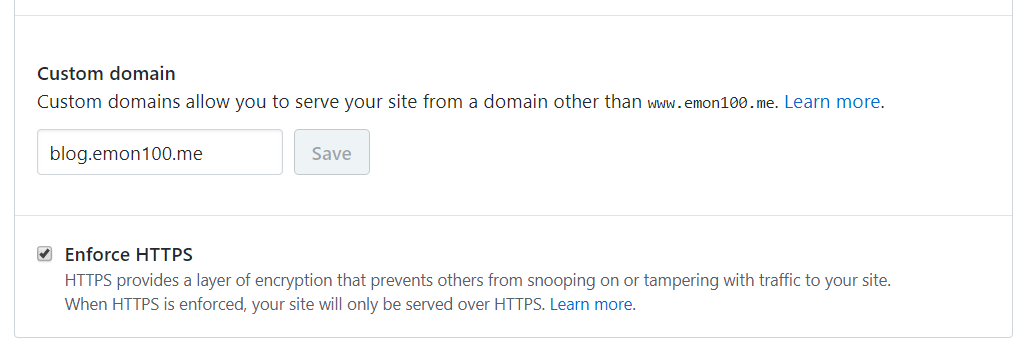 Custom domain
Custom domains allow you to serve your site from a domain other than www.emon100.me. Learn more.
blog.emon100.me
Save
Enforce HTTPS
HTTPS provides a layer of encryption that prevents others from snooping on or tampering with traffic to your site.
When HTTPS is enforced, your site will only be served over HTTPS. Learn more.